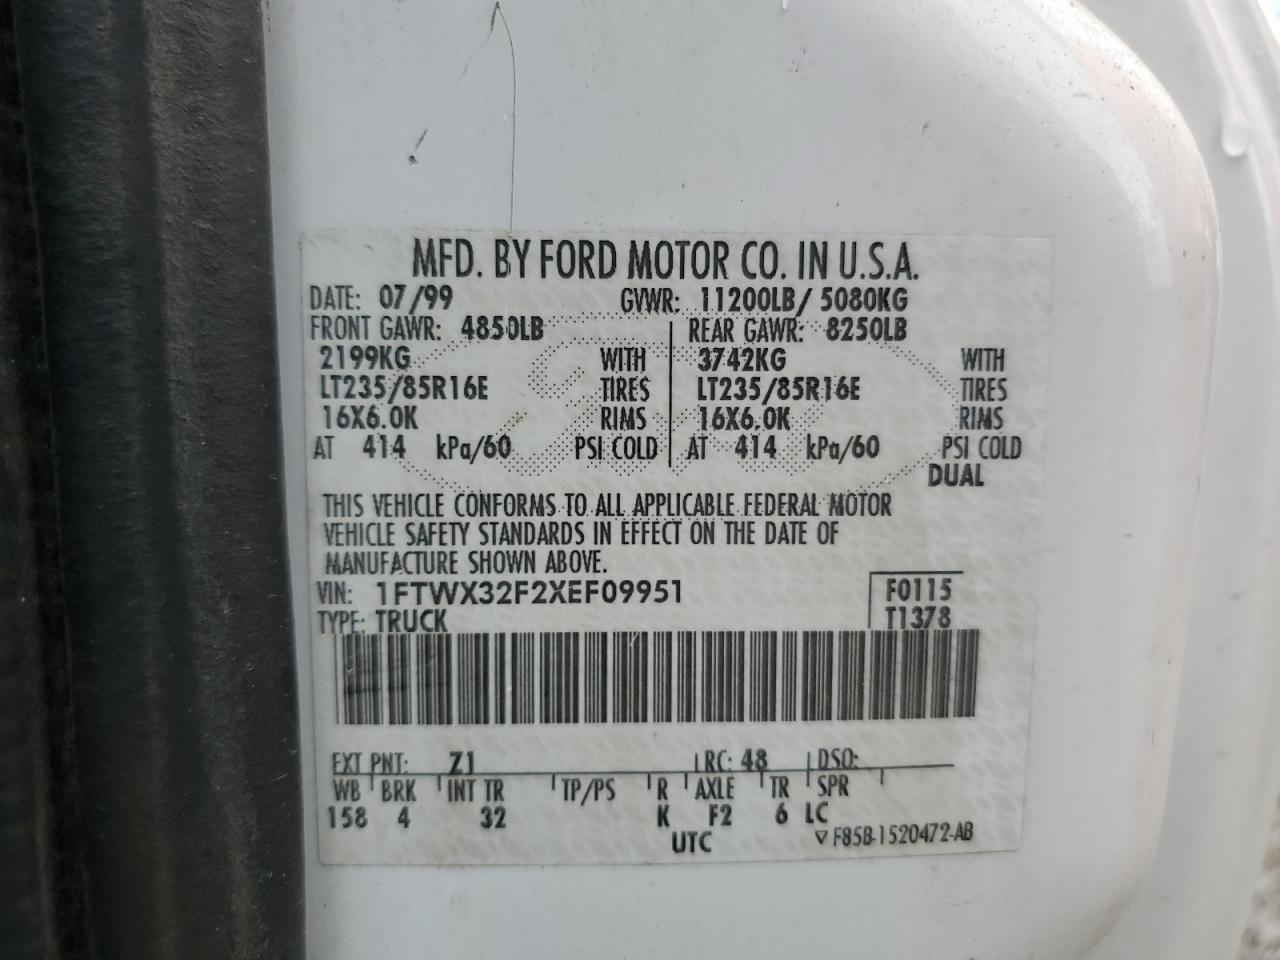 MFD. BY FORD MOTOR CO. IN U.S.A.
DATE: 07/99 GVWR: 11200LB/ 5080KG
FRONT GAWR: 4850LB REAR GAWR: 8250LB
2199KG WITH 3742KG WITH
LT235/85R16E TIRES LT235/85R16E TIRES
16X6.0K RIMS 16X6.0K RIMS
AT 414 kPa/60 PSI COLD AT 414 kPa/60 PSI COLD
DUAL
THIS VEHICLE CONFORMS TO ALL APPLICABLE FEDERAL MOTOR
VEHICLE SAFETY STANDARDS IN EFFECT ON THE DATE OF
MANUFACTURE SHOWN ABOVE.
VIN: 1FTWX32F2XEF09951 F0115
TYPE: TRUCK T1378
EXT PNT: Z1 RC: 48 DSO:
WB BRK INT TR TP/PS R AXLE TR SPR
158 4 32 K F2 6 LC
UTC ▽ F85B-1520472-AB